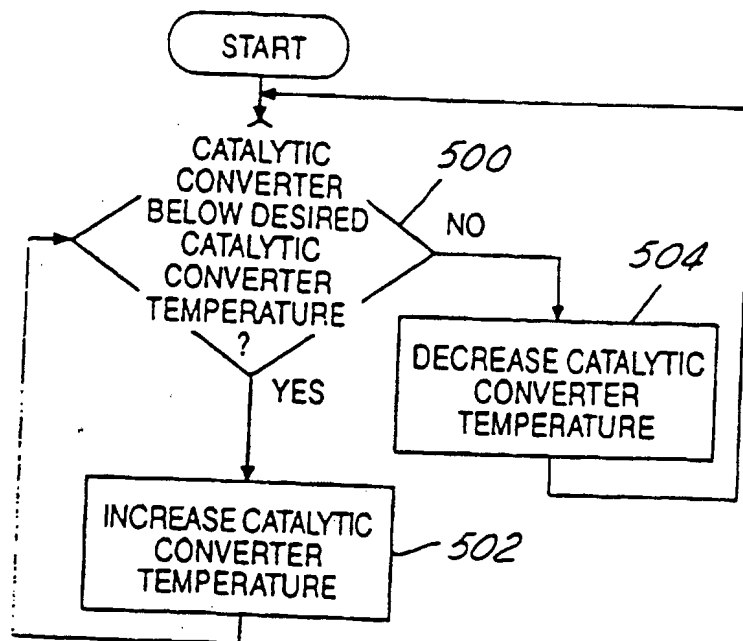 START
CATALYTIC
CONVERTER
BELOW DESIRED
CATALYTIC
CONVERTER
TEMPERATURE
?
500
NO
YES
504
DECREASE CATALYTIC
CONVERTER
TEMPERATURE
INCREASE CATALYTIC
CONVERTER
TEMPERATURE
502